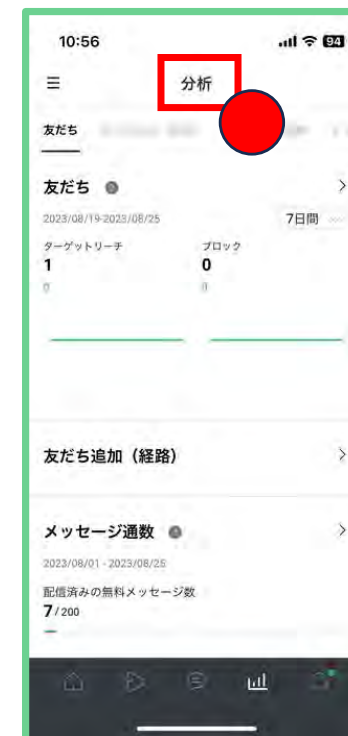 10:56
94
分析
友だち
友だち
2023/08/19-2023/08/25
7日間
ターゲットリーチ
ブロック
1
0
0
0
友だち追加（経路）
メッセージ通数
2023/08/01 - 2023/08/25
配信済みの無料メッセージ数
7/200